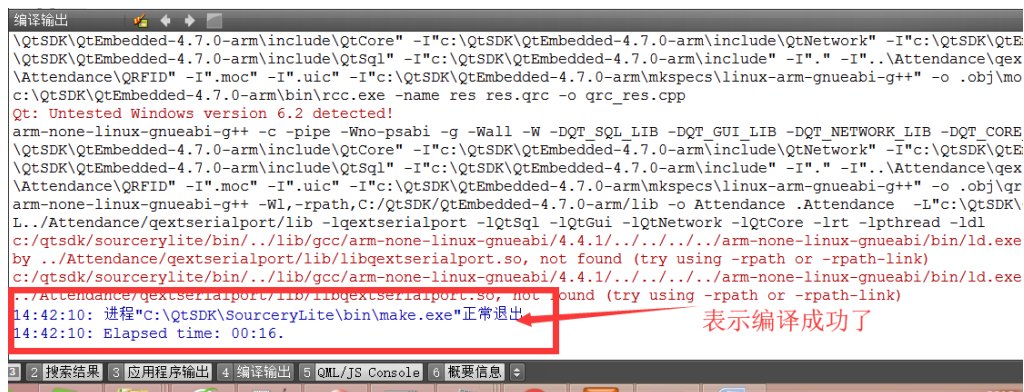 编译输出
\QtSDK\QtEmbedded-4.7.0-arm\include\QtCore" -I"c:\QtSDK\QtEmbedded-4.7.0-arm\include\QtNetwork" -I"c:\QtSDK\QtE
\QtSDK\QtEmbedded-4.7.0-arm\include\QtSql" -I"c:\QtSDK\QtEmbedded-4.7.0-arm\include" -I"." -I"..\Attendance\qex
\Attendance\QRFID" -I".moc" -I".uic" -I"c:\QtSDK\QtEmbedded-4.7.0-arm\mkspecs\linux-arm-gnueabi-g++" -o .obj\mo
c:\QtSDK\QtEmbedded-4.7.0-arm\bin\rcc.exe -name res res.qrc -o qrc_res.cpp
Qt: Untested Windows version 6.2 detected!
arm-none-linux-gnueabi-g++ -c -pipe -Wno-psabi -g -Wall -W -DQT_SQL_LIB -DQT_GUI_LIB -DQT_NETWORK_LIB -DQT_CORE
\QtSDK\QtEmbedded-4.7.0-arm\include\QtCore" -I"c:\QtSDK\QtEmbedded-4.7.0-arm\include\QtNetwork" -I"c:\QtSDK\QtE
\QtSDK\QtEmbedded-4.7.0-arm\include\QtSql" -I"c:\QtSDK\QtEmbedded-4.7.0-arm\include" -I"." -I"..\Attendance\qex
\Attendance\QRFID" -I".moc" -I".uic" -I"c:\QtSDK\QtEmbedded-4.7.0-arm\mkspecs\linux-arm-gnueabi-g++" -o .obj\qr
arm-none-linux-gnueabi-g++ -Wl,-rpath,C:/QtSDK/QtEmbedded-4.7.0-arm/lib -o Attendance .Attendance -L"c:\QtSDK\Qt
L../Attendance/qextserialport/lib -lqextserialport -lQtSql -lQtGui -lQtNetwork -lQtCore -lrt -lpthread -ldl
c:/qtsdk/sourcerylite/bin/../lib/gcc/arm-none-linux-gnueabi/4.4.1/../../../../arm-none-linux-gnueabi/bin/ld.exe
by ../Attendance/qextserialport/lib/libqextserialport.so, not found (try using -rpath or -rpath-link)
c:/qtsdk/sourcerylite/bin/../lib/gcc/arm-none-linux-gnueabi/4.4.1/../../../../arm-none-linux-gnueabi/bin/ld.exe
../Attendance/qextserialport/lib/libqextserialport.so, not found (try using -rpath or -rpath-link)
14:42:10: 进程"C:\QtSDK\SourceryLite\bin\make.exe"正常退出
表示编译成功了
14:42:10: Elapsed time: 00:16.
3 2 搜索结果 3 应用程序输出 4 编译输出 5 QML/JS Console 6 概要信息